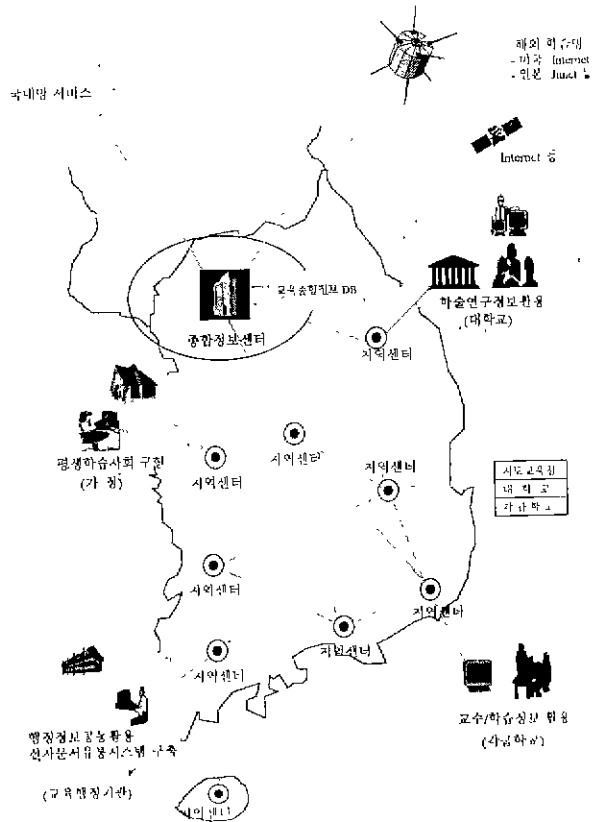 해외 학습망
- 미국 Internet
- 일본 Junet 등
국내망 서비스
Internet 등
교육종합정보 DB
종합정보센터
학술연구정보활용
(대학교)
지역센터
평생학습사회 구현
(가 정)
지역센터
지역센터
지역센터
시도교육청
대 학 교
각급학교
지역센터
지역센터
지역센터
지역센터
행정정보공동활용
전자문서유통시스템 구축
(교육행정기관)
교수/학습정보 활용
(각급학교)
지역센터